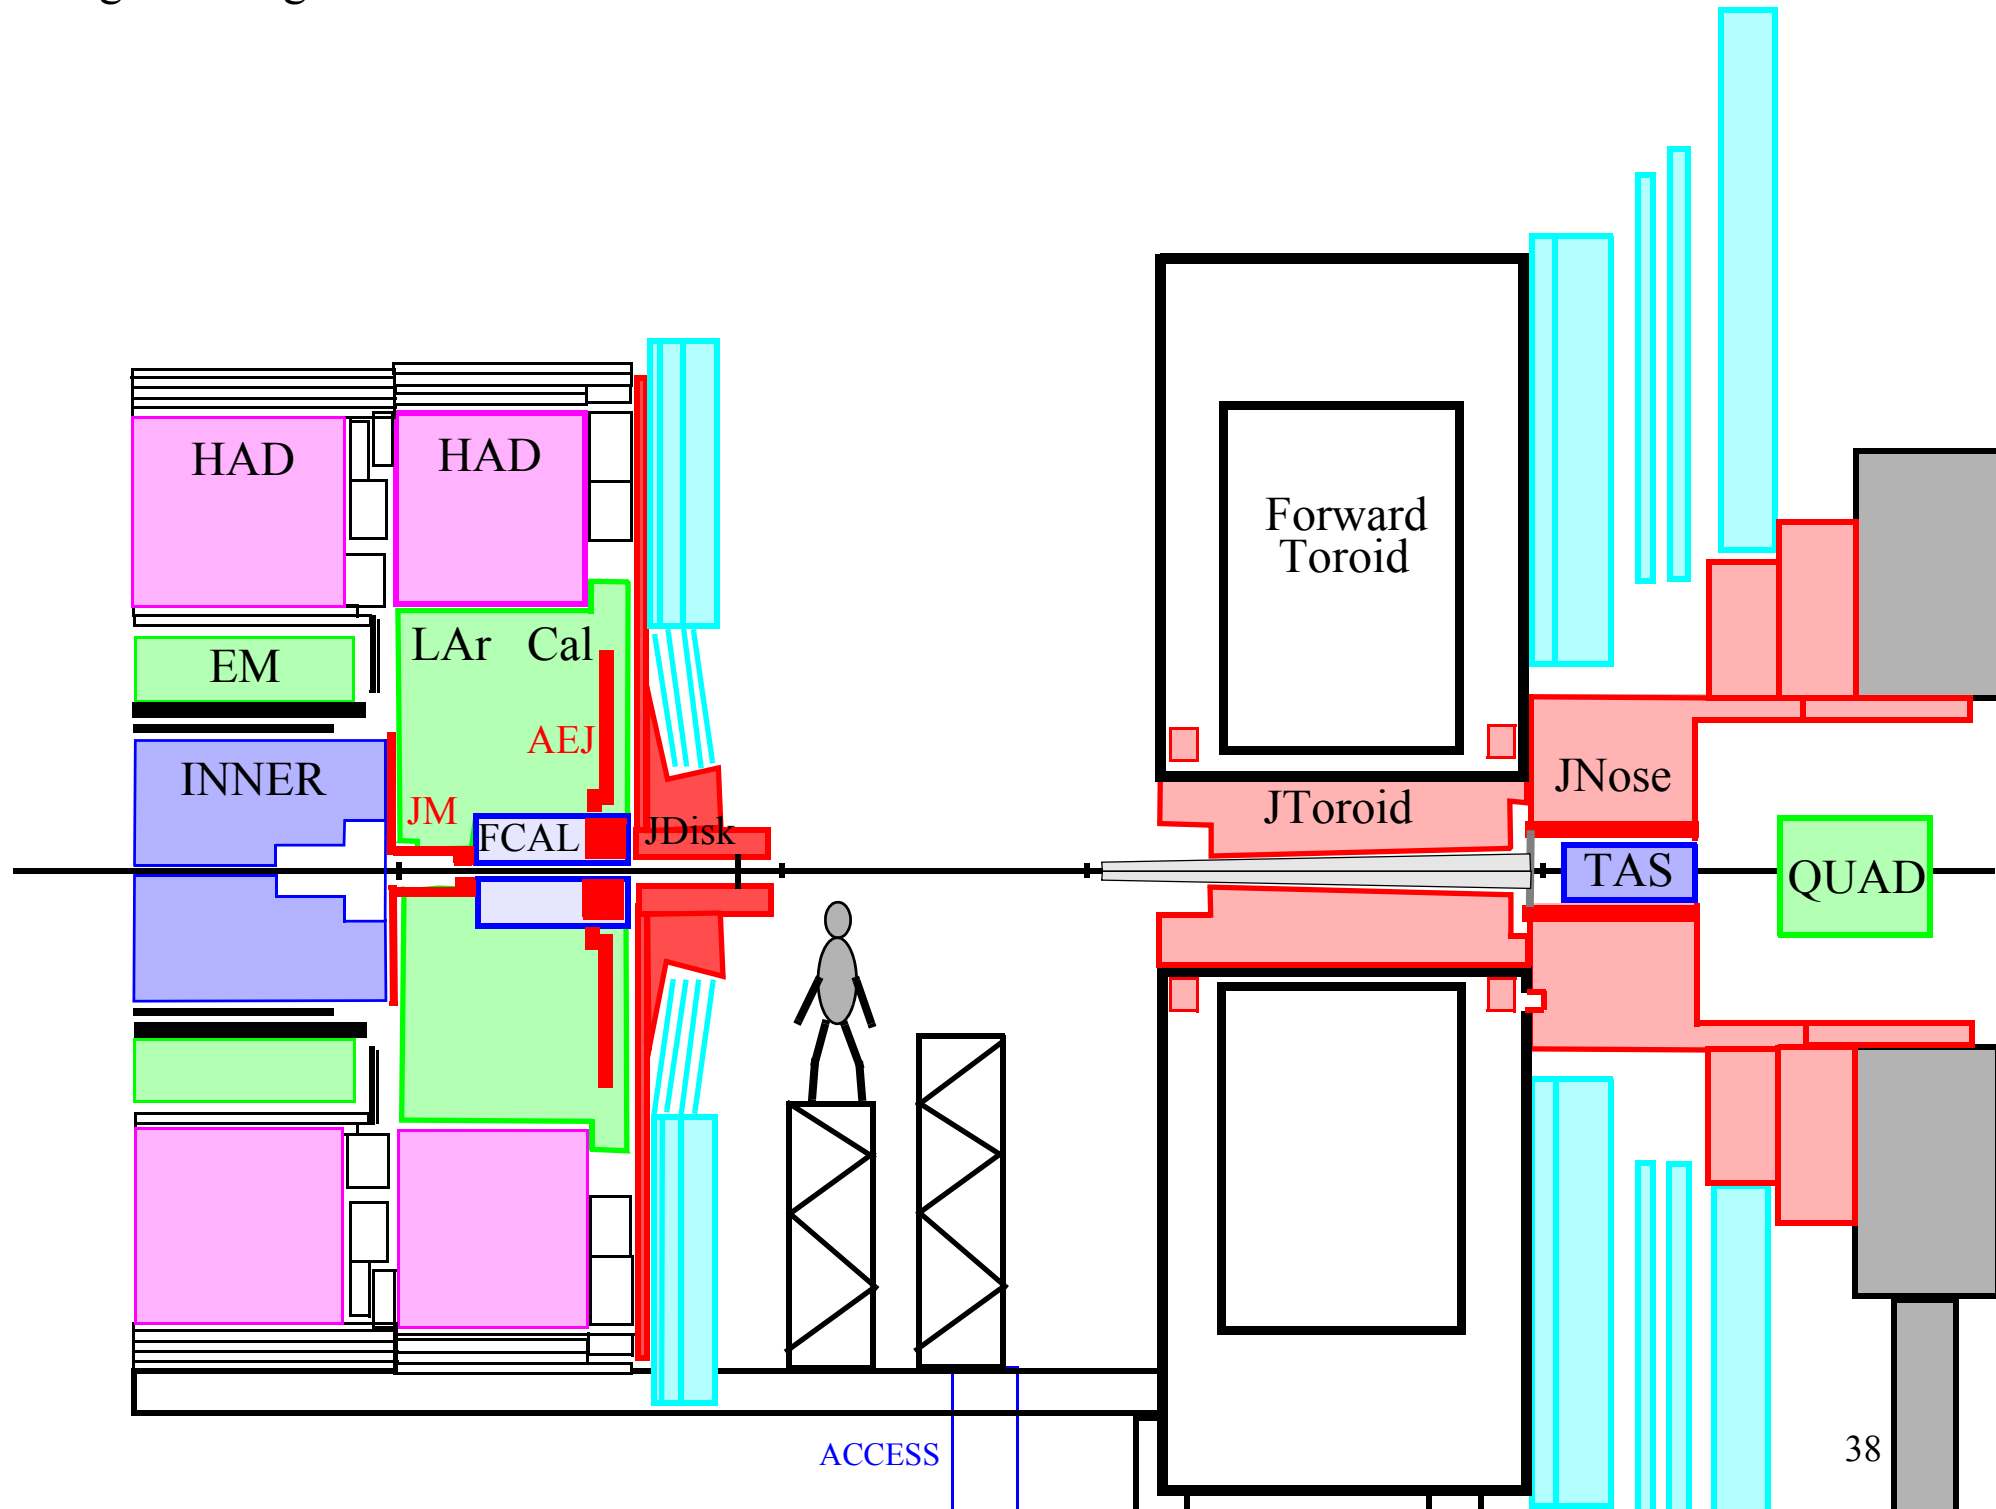 HAD
HAD
Forward
Toroid
LAr Cal
EM
AEJ
INNER
JNose
JM
JToroid
FCAL
JDisk
TAS
QUAD
ACCESS
38